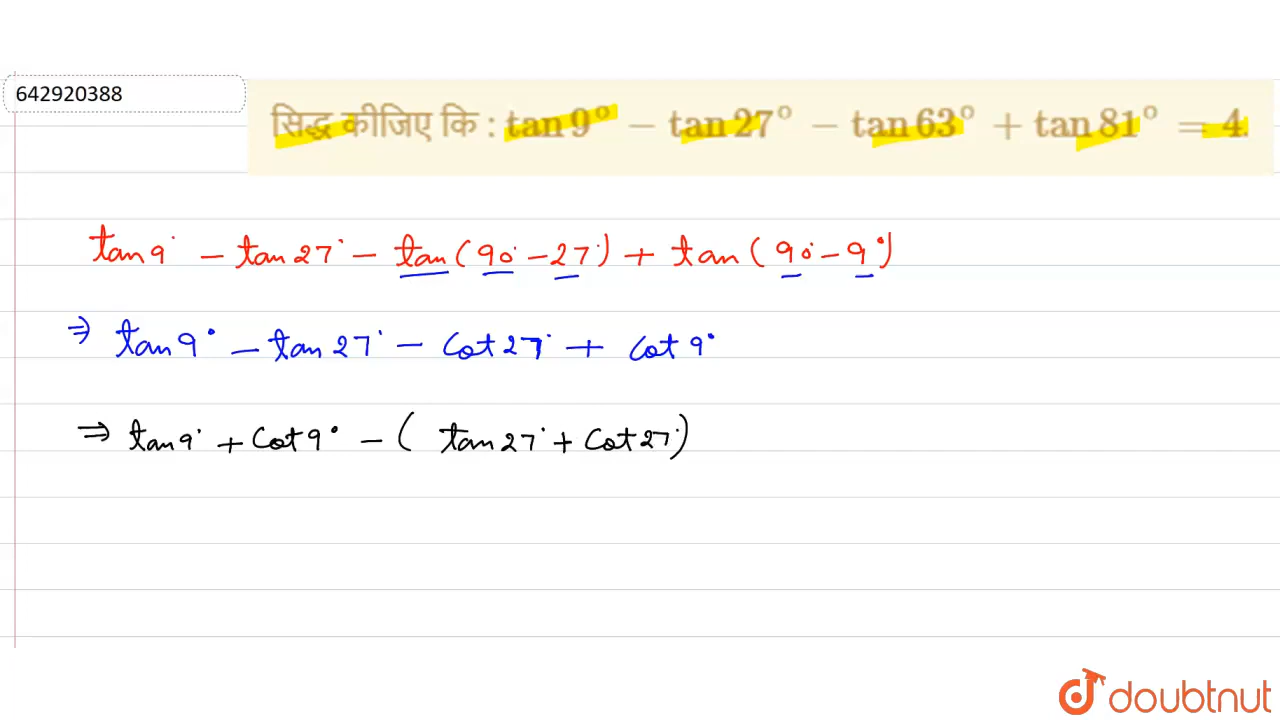 642920388
सिद्ध कीजिए कि : tan 9° − tan 27° − tan 63° + tan 81° = 4.
tan 9° − tan 27° − tan (90° − 27°) + tan (90° − 9°)
⇒ tan 9° − tan 27° − cot 27° + cot 9°
⇒ tan 9° + cot 9° − ( tan 27° + cot 27°)
doubtnut